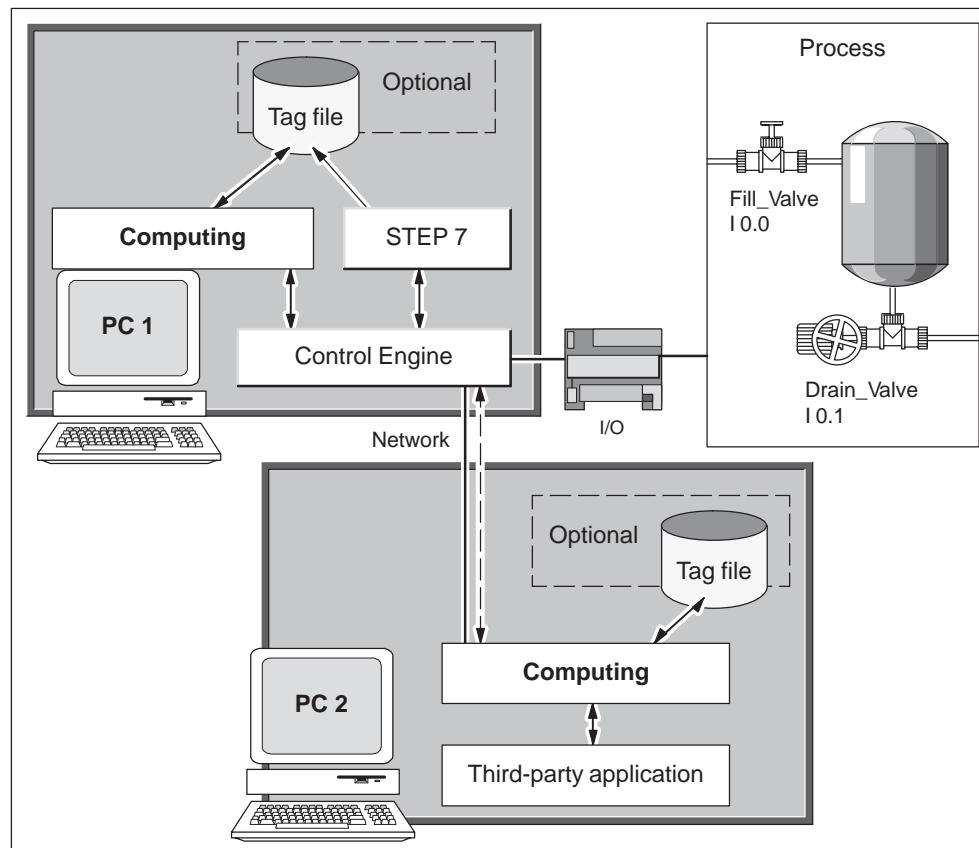 Process
Optional
Tag file
Fill_Valve
I 0.0
Computing
STEP 7
PC 1
Control Engine
Drain_Valve
I 0.1
I/O
Network
Optional
Tag file
Computing
PC 2
Third-party application